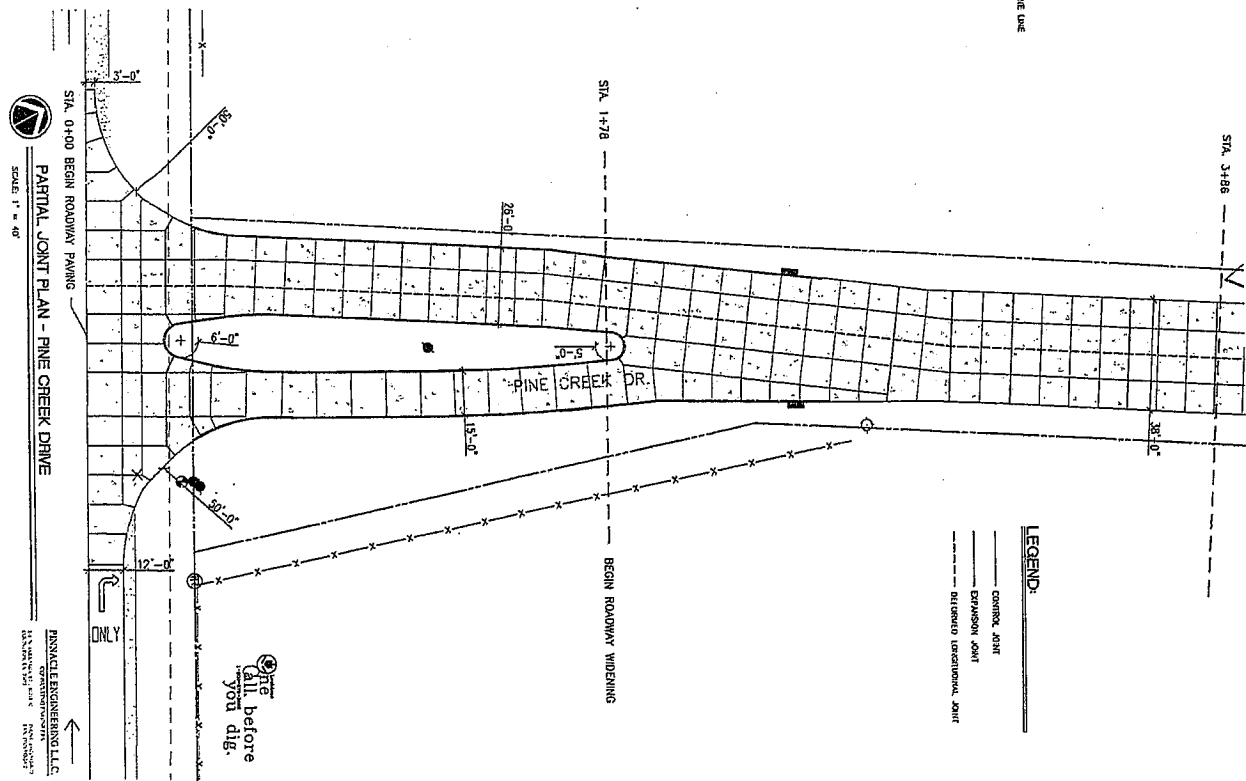 STA. 0+00 BEGIN ROADWAY PAVING
PARTIAL JOINT PLAN - PINE CREEK DRIVE
SCALE: 1" = 40'
3'-0"
50'-0"
26'-0
STA. 1+78
BEGIN ROADWAY WIDENING
STA. 3+86
6'-0"
5'-0"
PINE CREEK DR.
15'-0"
38'-0"
50'-0"
12'-0"
ONLY
LEGEND:
CONTROL JOINT
EXPANSION JOINT
DEFORMED LONGITUDINAL JOINT
One
Call before
you dig.
PINNACLE ENGINEERING L.L.C.